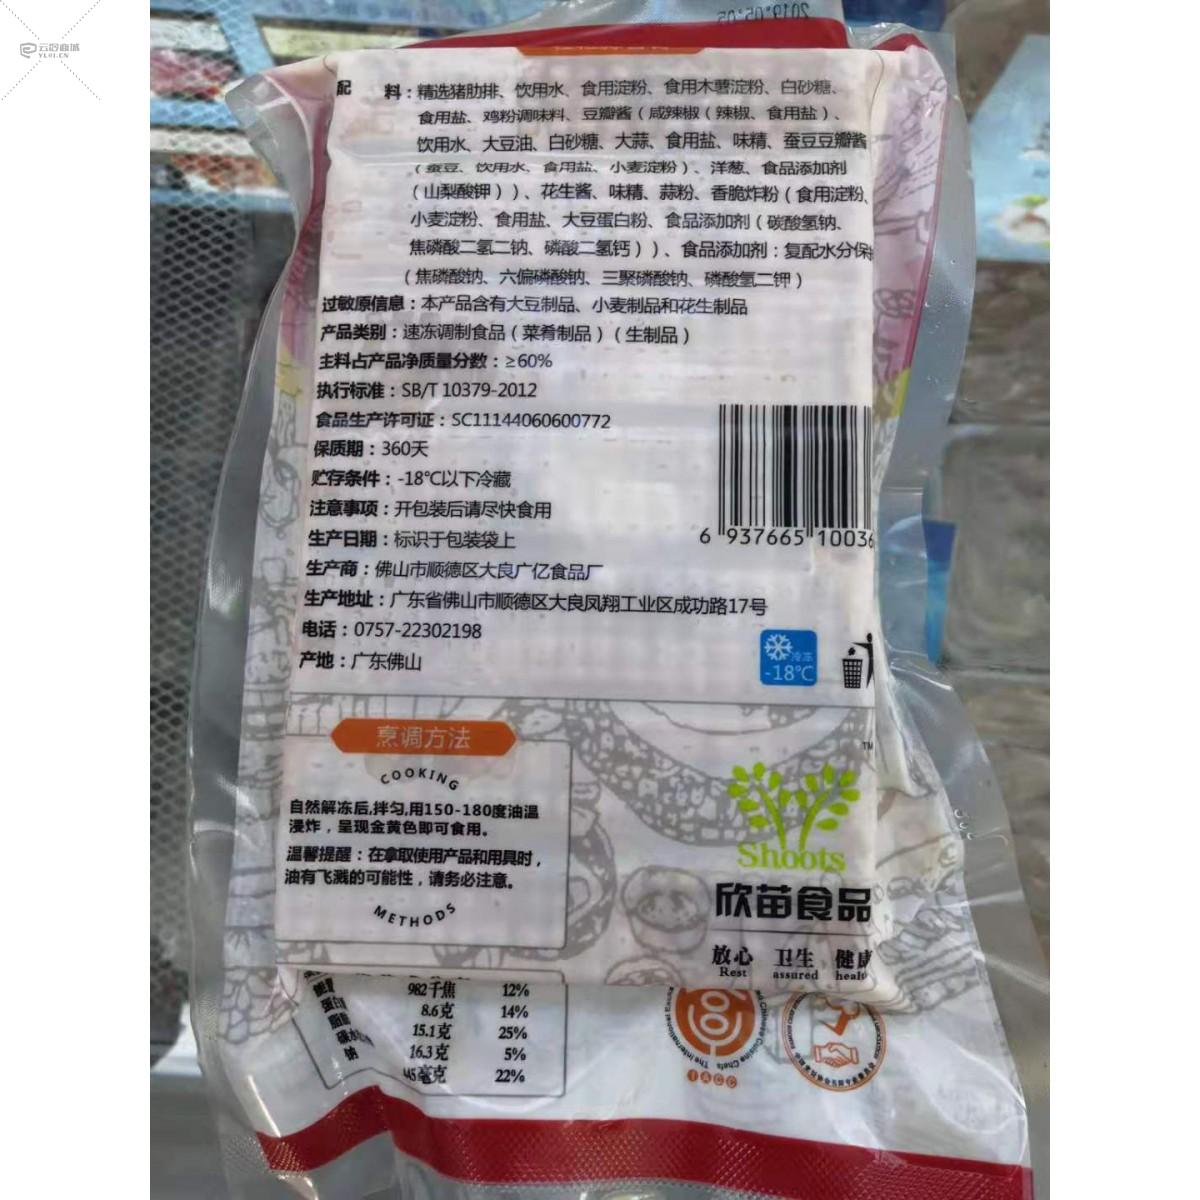 云谷商城
YLQI.CN
2019/05/05
配 料：精选猪肋排、饮用水、食用淀粉、食用木薯淀粉、白砂糖、
食用盐、鸡粉调味料、豆瓣酱（咸辣椒（辣椒、食用盐）、
饮用水、大豆油、白砂糖、大蒜、食用盐、味精、蚕豆豆瓣酱
（蚕豆、饮用水、食用盐、小麦淀粉）、洋葱、食品添加剂
（山梨酸钾））、花生酱、味精、蒜粉、香脆炸粉（食用淀粉、
小麦淀粉、食用盐、大豆蛋白粉、食品添加剂（碳酸氢钠、
焦磷酸二氢二钠、磷酸二氢钙））、食品添加剂：复配水分保
（焦磷酸钠、六偏磷酸钠、三聚磷酸钠、磷酸氢二钾）
过敏原信息：本产品含有大豆制品、小麦制品和花生制品
产品类别：速冻调制食品（菜肴制品）（生制品）
主料占产品净质量分数：≥60%
执行标准：SB/T 10379-2012
食品生产许可证：SC11144060600772
保质期：360天
贮存条件：-18℃以下冷藏
注意事项：开包装后请尽快食用
生产日期：标识于包装袋上
6 937665 10036
生产商：佛山市顺德区大良广亿食品厂
生产地址：广东省佛山市顺德区大良凤翔工业区成功路17号
电话：0757-22302198
产地：广东佛山
冷冻
-18℃
烹调方法
COOKING
自然解冻后,拌匀,用150-180度油温
浸炸，呈现金黄色即可食用。
温馨提醒：在拿取使用产品和用具时，
油有飞溅的可能性，请务必注意。
METHODS
TM
Shoots
欣苗食品
放心 卫生 健康
Rest assured healt
982千焦 12%
蛋白 8.6克 14%
脂肪 15.1克 25%
碳水 16.3克 5%
钠 45毫克 22%
IACC